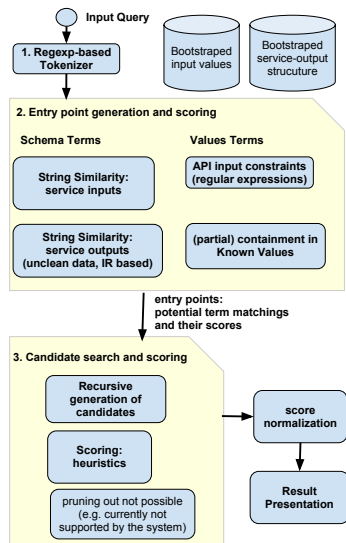 Input Query
1. Regexp-based
Tokenizer
Bootstraped
input values
Bootstraped
service-output
strucuture
2. Entry point generation and scoring
Schema Terms
Values Terms
String Similarity:
service inputs
API input constraints
(regular expressions)
String Similarity:
service outputs
(unclean data, IR based)
(partial) containment in
Known Values
entry points:
potential term matchings
and their scores
3. Candidate search and scoring
Recursive
generation of
candidates
Scoring:
heuristics
pruning out not possible
(e.g. currently not
supported by the system)
score
normalization
Result
Presentation